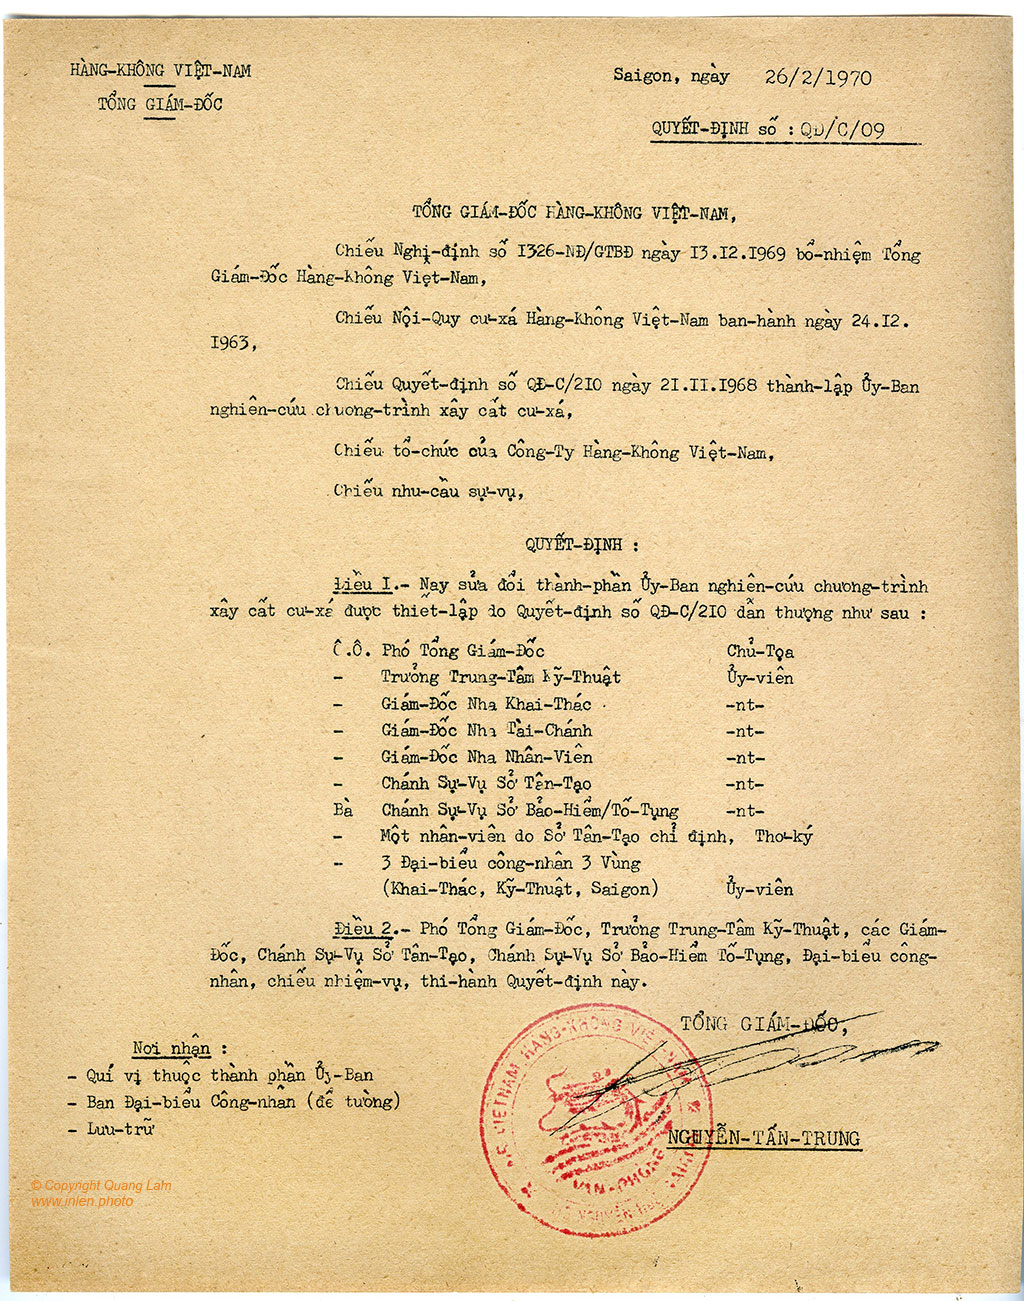 HÀNG-KHÔNG VIỆT-NAM
TỔNG GIÁM-ĐỐC
Saigon, ngày 26/2/1970
QUYẾT-ĐỊNH số : QĐ/C/09
TỔNG GIÁM-ĐỐC HÀNG-KHÔNG VIỆT-NAM,
Chiếu Nghị-định số I326-NĐ/GTBĐ ngày I3.I2.I969 bổ-nhiệm Tổng
Giám-Đốc Hàng-Không Việt-Nam,
Chiếu Nội-Quy cư-xá Hàng-Không Việt-Nam ban-hành ngày 24.I2.
I963,
Chiếu Quyết-định số QĐ-C/2I0 ngày 2I.II.I968 thành-lập Ủy-Ban
nghiên-cứu chương-trình xây cất cư-xá,
Chiếu tổ-chức của Công-Ty Hàng-Không Việt-Nam,
Chiếu nhu-cầu sự-vụ,
QUYẾT-ĐỊNH :
Điều I.- Nay sửa đổi thành-phần Ủy-Ban nghiên-cứu chương-trình
xây cất cư-xá được thiết-lập do Quyết-định số QĐ-C/2I0 dẫn thượng như sau :
Ô.Ô. Phó Tổng Giám-Đốc Chủ-Tọa
- Trưởng Trung-Tâm Kỹ-Thuật Ủy-viên
- Giám-Đốc Nha Khai-Thác -nt-
- Giám-Đốc Nha Tài-Chánh -nt-
- Giám-Đốc Nha Nhân-Viên -nt-
- Chánh Sự-Vụ Sở Tân-Tạo -nt-
Bà Chánh Sự-Vụ Sở Bảo-Hiểm/Tố-Tụng -nt-
- Một nhân-viên do Sở Tân-Tạo chỉ định, Thơ-ký
- 3 Đại-biểu công-nhân 3 Vùng
(Khai-Thác, Kỹ-Thuật, Saigon) Ủy-viên
Điều 2.- Phó Tổng Giám-Đốc, Trưởng Trung-Tâm Kỹ-Thuật, các Giám-
Đốc, Chánh Sự-Vụ Sở Tân-Tạo, Chánh Sự-Vụ Sở Bảo-Hiểm Tố-Tụng, Đại-biểu công-
nhân, chiếu nhiệm-vụ, thi-hành Quyết-định này.
TỔNG GIÁM-ĐỐC,
Nơi nhận :
- Quí vị thuộc thành phần Ủy-Ban
- Ban Đại-biểu Công-nhân (để tường)
- Lưu-trữ
VIETNAM HÀNG-KHÔNG VIỆT-NAM
VĂN-PHÒNG
NGUYỄN-TẤN-TRUNG
© Copyright Quang Lam
www.inlen.photo